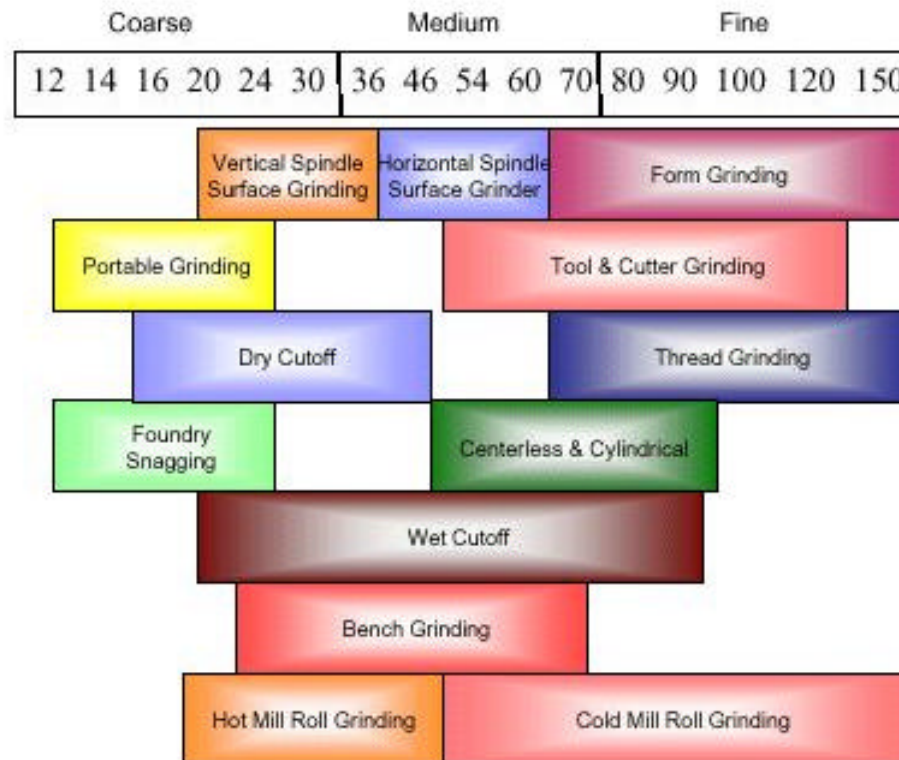 Coarse Medium Fine
12 14 16 20 24 30 36 46 54 60 70 80 90 100 120 150
Vertical Spindle
Surface Grinding
Horizontal Spindle
Surface Grinder
Form Grinding
Portable Grinding
Tool & Cutter Grinding
Dry Cutoff
Thread Grinding
Foundry
Snagging
Centerless & Cylindrical
Wet Cutoff
Bench Grinding
Hot Mill Roll Grinding
Cold Mill Roll Grinding